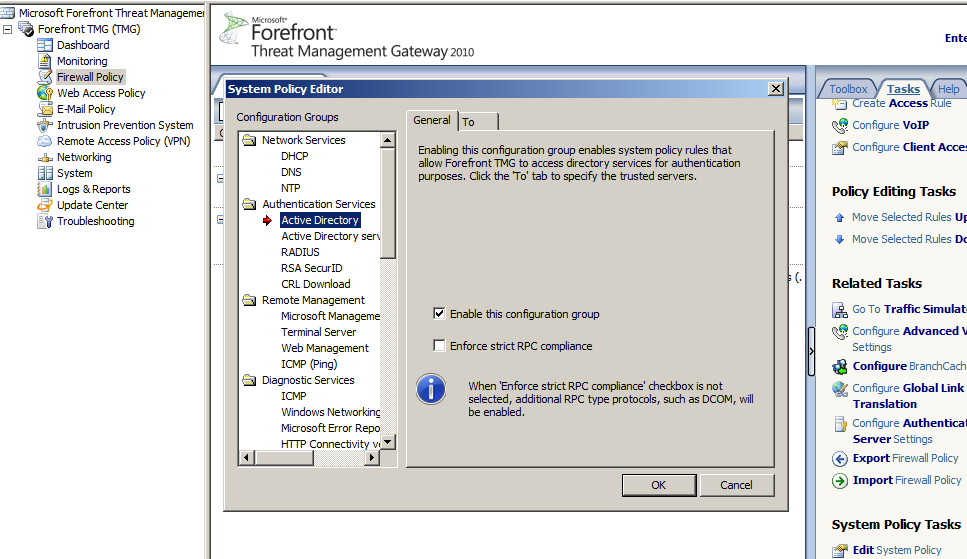 Microsoft Forefront Threat Management
Forefront TMG (TMG)
Dashboard
Monitoring
Firewall Policy
Web Access Policy
E-Mail Policy
Intrusion Prevention System
Remote Access Policy (VPN)
Networking
System
Logs & Reports
Update Center
Troubleshooting
Microsoft®
Forefront™
Threat Management Gateway 2010
Ente
System Policy Editor
Configuration Groups
Network Services
DHCP
DNS
NTP
Authentication Services
Active Directory
Active Directory serv
RADIUS
RSA SecurID
CRL Download
Remote Management
Microsoft Manageme
Terminal Server
Web Management
ICMP (Ping)
Diagnostic Services
ICMP
Windows Networking
Microsoft Error Repo
HTTP Connectivity v
General
To
Enabling this configuration group enables system policy rules that
allow Forefront TMG to access directory services for authentication
purposes. Click the 'To' tab to specify the trusted servers.
Enable this configuration group
Enforce strict RPC compliance
When 'Enforce strict RPC compliance' checkbox is not
selected, additional RPC type protocols, such as DCOM, will
be enabled.
OK
Cancel
s (.
Toolbox
Tasks
Help
Create Access Rule
Configure VoIP
Configure Client Acces
Policy Editing Tasks
Move Selected Rules Up
Move Selected Rules Do
Related Tasks
Go To Traffic Simulat
Configure Advanced V
Settings
Configure BranchCach
Configure Global Link
Translation
Configure Authenticat
Server Settings
Export Firewall Policy
Import Firewall Policy
System Policy Tasks
Edit System Policy